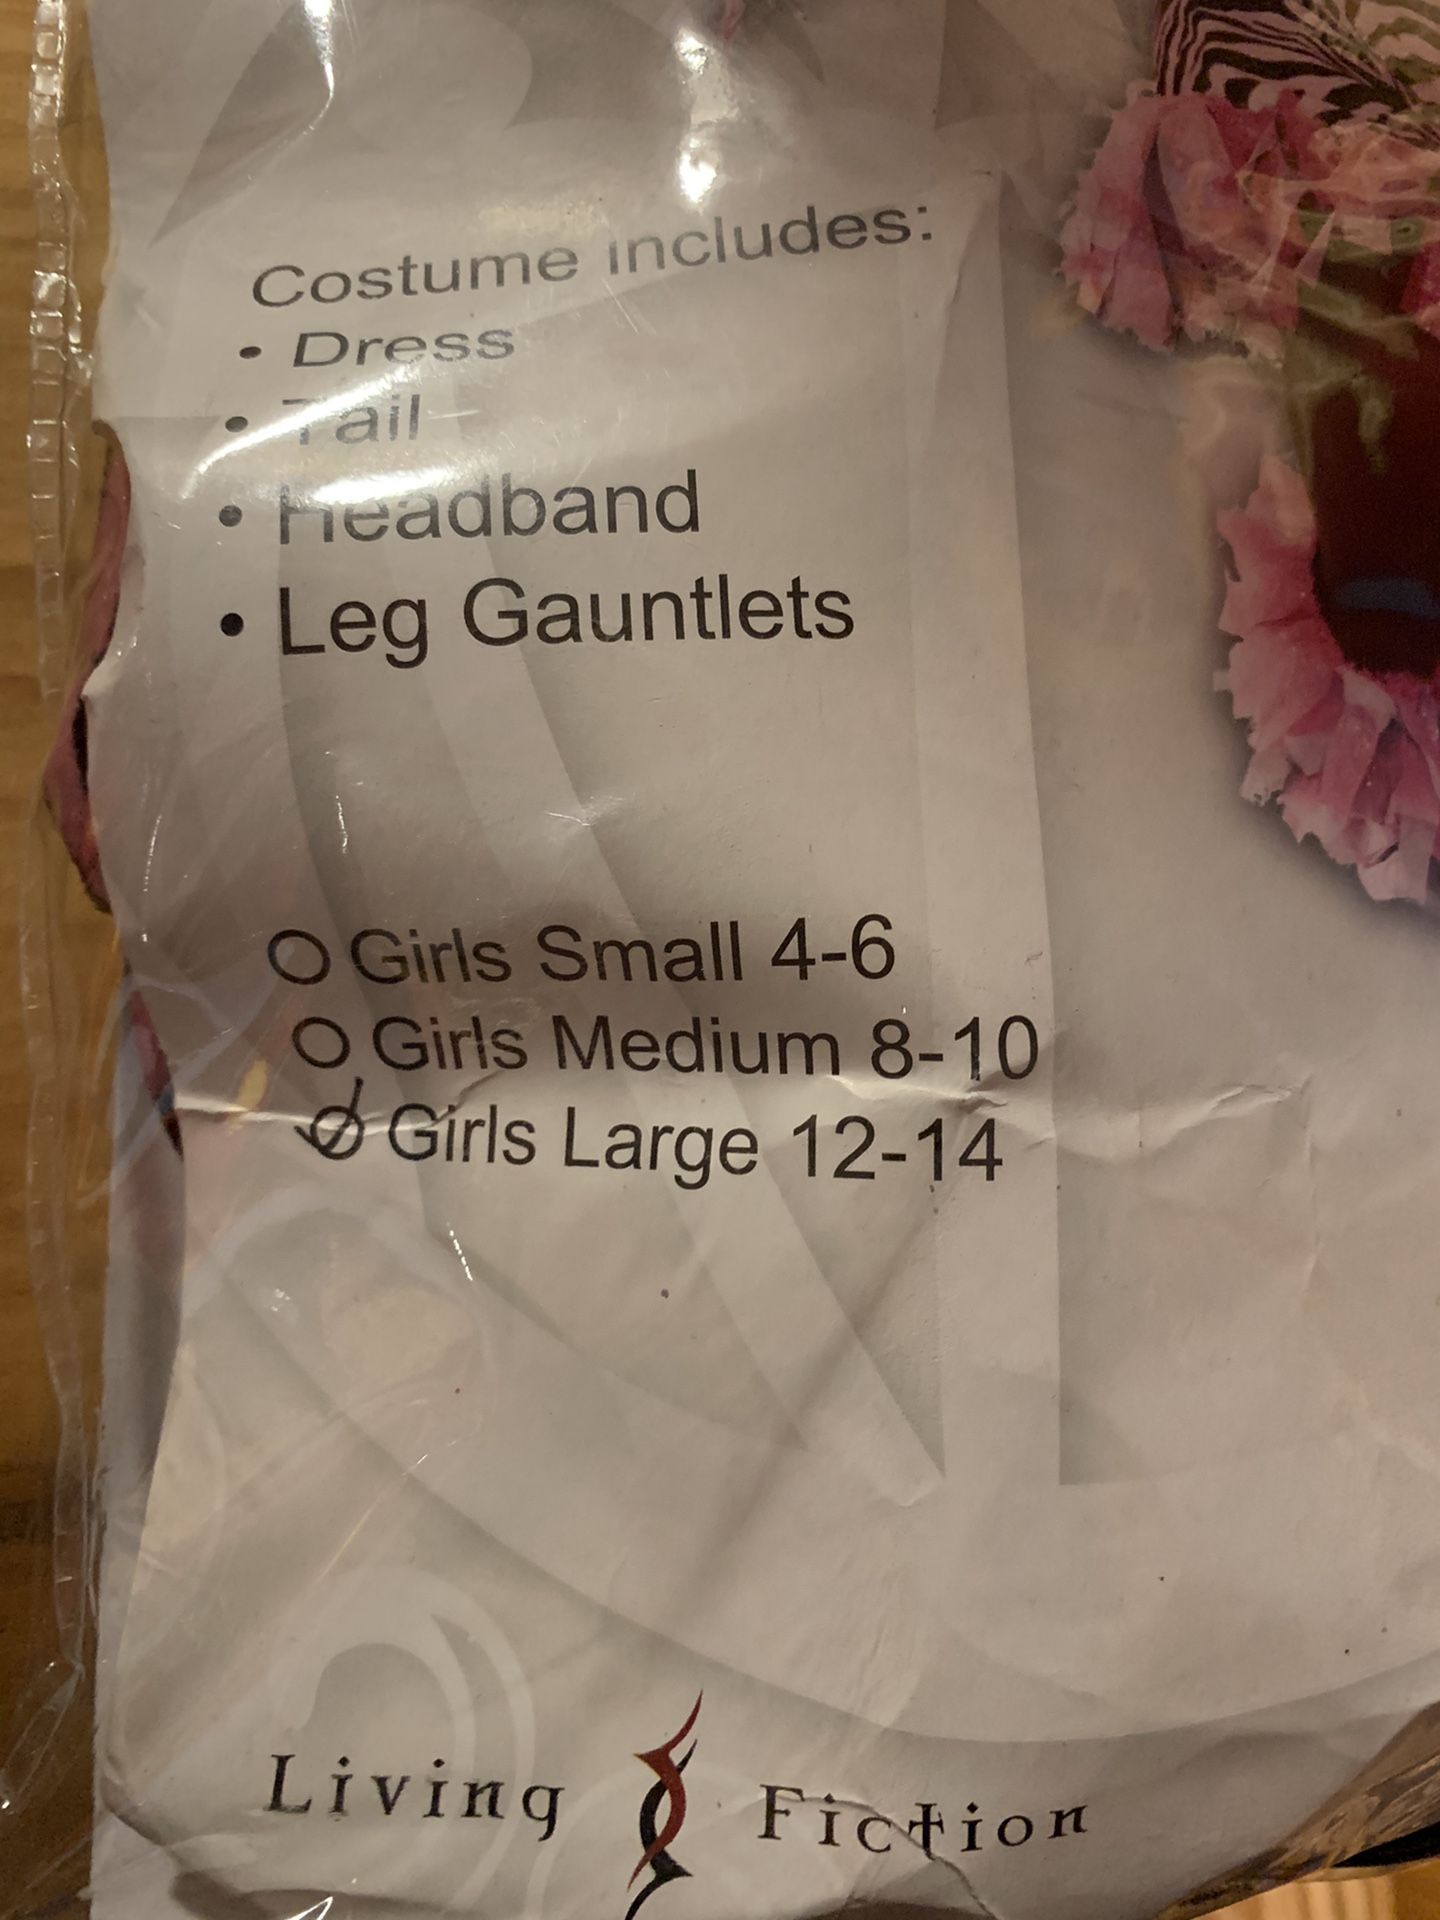 Costume includes:
• Dress
• Tail
• Headband
• Leg Gauntlets
Girls Small 4-6
Girls Medium 8-10
Girls Large 12-14
Living Fiction